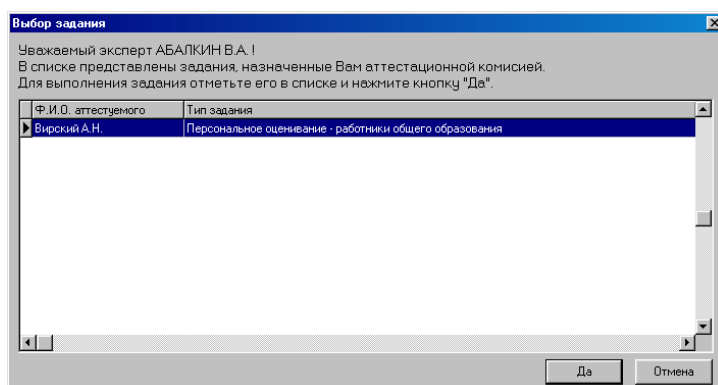 Выбор задания
Уважаемый эксперт АБАЛКИН В.А. !
В списке представлены задания, назначенные Вам аттестационной комисией.
Для выполнения задания отметьте его в списке и нажмите кнопку "Да".
Ф.И.О. аттестуемого Тип задания
Вирский А.Н. Персональное оценивание - работники общего образования
Да Отмена